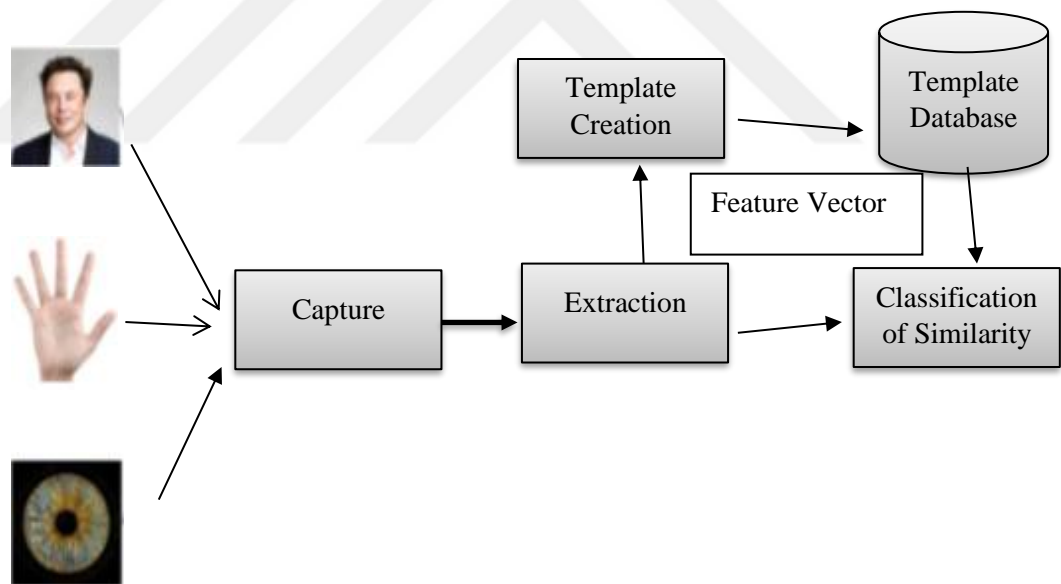 Template
Creation
Template
Database
Feature Vector
Capture
Extraction
Classification
of Similarity